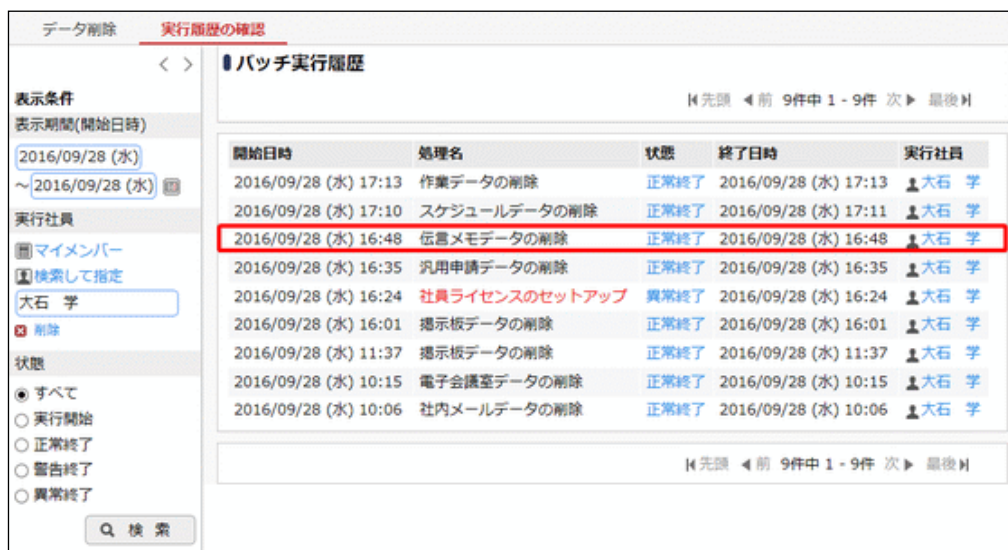 データ削除 実行履歴の確認
< >
表示条件
表示期間(開始日時)
2016/09/28 (水)
～2016/09/28 (水)
実行社員
マイメンバー
検索して指定
大石 学
削除
状態
すべて
実行開始
正常終了
警告終了
異常終了
検 索
バッチ実行履歴
先頭 前 9件中 1 - 9件 次 最後
開始日時 処理名 状態 終了日時 実行社員
2016/09/28 (水) 17:13 作業データの削除 正常終了 2016/09/28 (水) 17:13 大石 学
2016/09/28 (水) 17:10 スケジュールデータの削除 正常終了 2016/09/28 (水) 17:11 大石 学
2016/09/28 (水) 16:48 伝言メモデータの削除 正常終了 2016/09/28 (水) 16:48 大石 学
2016/09/28 (水) 16:35 汎用申請データの削除 正常終了 2016/09/28 (水) 16:35 大石 学
2016/09/28 (水) 16:24 社員ライセンスのセットアップ 異常終了 2016/09/28 (水) 16:24 大石 学
2016/09/28 (水) 16:01 掲示板データの削除 正常終了 2016/09/28 (水) 16:01 大石 学
2016/09/28 (水) 11:37 掲示板データの削除 正常終了 2016/09/28 (水) 11:37 大石 学
2016/09/28 (水) 10:15 電子会議室データの削除 正常終了 2016/09/28 (水) 10:15 大石 学
2016/09/28 (水) 10:06 社内メールデータの削除 正常終了 2016/09/28 (水) 10:06 大石 学
先頭 前 9件中 1 - 9件 次 最後